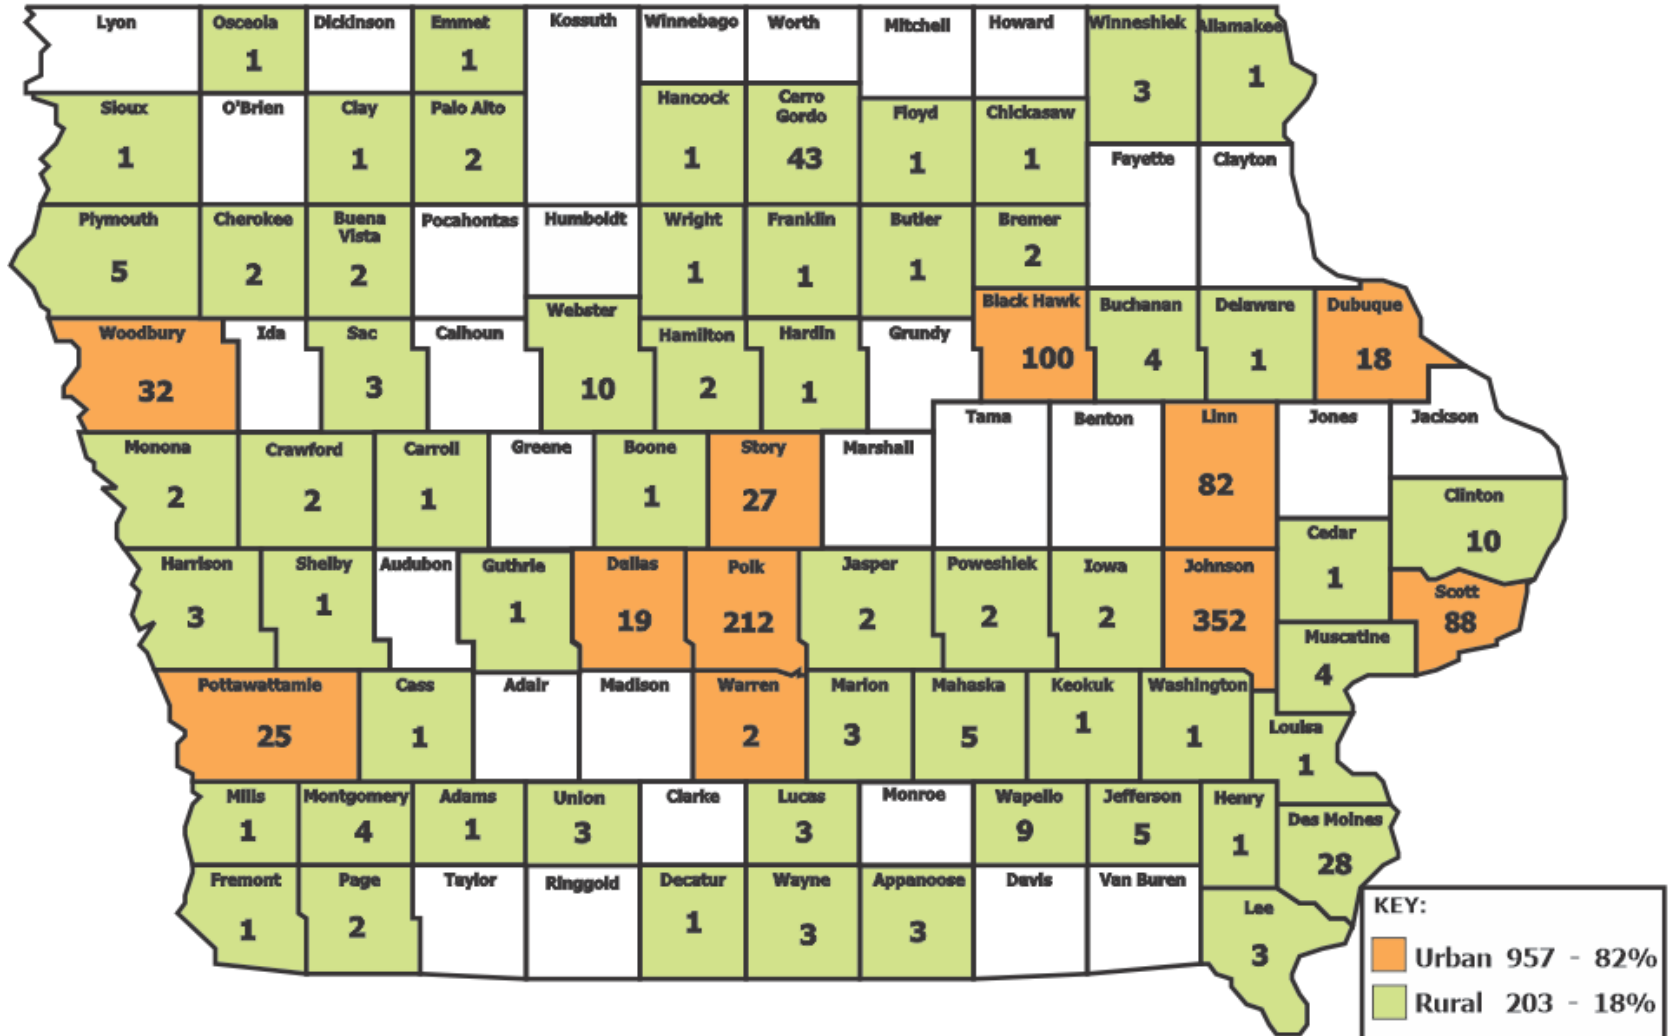 Lyon
Osceola
1
Dickinson
Emmet
1
Kossuth
Winnebago
Worth
Mitchell
Howard
Winneshiek
3
Allamakee
1
Sioux
1
O'Brien
Clay
1
Palo Alto
2
Hancock
1
Cerro
Gordo
43
Floyd
1
Chickasaw
1
Fayette
Clayton
Plymouth
5
Cherokee
2
Buena
Vista
2
Pocahontas
Humboldt
Wright
1
Franklin
1
Butler
1
Bremer
2
Woodbury
32
Ida
Sac
3
Calhoun
Webster
10
Hamilton
2
Hardin
1
Grundy
Black Hawk
100
Buchanan
4
Delaware
1
Dubuque
18
Monona
2
Crawford
2
Carroll
1
Greene
Boone
1
Story
27
Marshall
Tama
Benton
Linn
82
Jones
Jackson
Clinton
10
Cedar
1
Harrison
3
Shelby
1
Audubon
Guthrie
1
Dallas
19
Polk
212
Jasper
2
Poweshiek
2
Iowa
2
Johnson
352
Scott
88
Muscatine
4
Pottawattamie
25
Cass
1
Adair
Madison
Warren
2
Marion
3
Mahaska
5
Keokuk
1
Washington
1
Louisa
1
Mills
1
Montgomery
4
Adams
1
Union
3
Clarke
Lucas
3
Monroe
Wapello
9
Jefferson
5
Henry
1
Des Moines
28
Fremont
1
Page
2
Taylor
Ringgold
Decatur
1
Wayne
3
Appanoose
3
Davis
Van Buren
Lee
3
KEY:
Urban 957 - 82%
Rural 203 - 18%